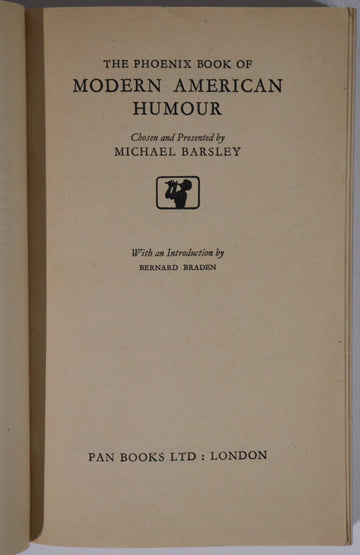 THE PHOENIX BOOK OF
MODERN AMERICAN
HUMOUR
Chosen and Presented by
MICHAEL BARSLEY
With an Introduction by
BERNARD BRADEN
PAN BOOKS LTD : LONDON